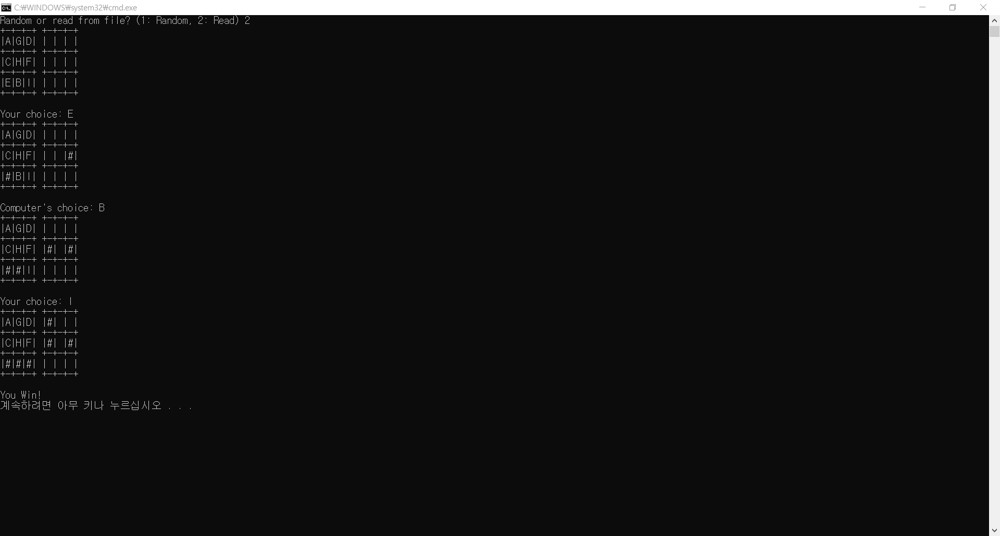 C:₩WINDOWS₩system32₩cmd.exe
Random or read from file? (1: Random, 2: Read) 2
+-+-+-+ +-+-+-+
|A|G|D| | | | |
+-+-+-+ +-+-+-+
|C|H|F| | | | |
+-+-+-+ +-+-+-+
|E|B|I| | | | |
+-+-+-+ +-+-+-+
Your choice: E
+-+-+-+ +-+-+-+
|A|G|D| | | | |
+-+-+-+ +-+-+-+
|C|H|F| | | |#|
+-+-+-+ +-+-+-+
|#|B|I| | | | |
+-+-+-+ +-+-+-+
Computer's choice: B
+-+-+-+ +-+-+-+
|A|G|D| | | | |
+-+-+-+ +-+-+-+
|C|H|F| |#| |#|
+-+-+-+ +-+-+-+
|#|#|I| | | | |
+-+-+-+ +-+-+-+
Your choice: I
+-+-+-+ +-+-+-+
|A|G|D| |#| | |
+-+-+-+ +-+-+-+
|C|H|F| |#| |#|
+-+-+-+ +-+-+-+
|#|#|#| | | | |
+-+-+-+ +-+-+-+
You Win!
계속하려면 아무 키나 누르십시오 . . .